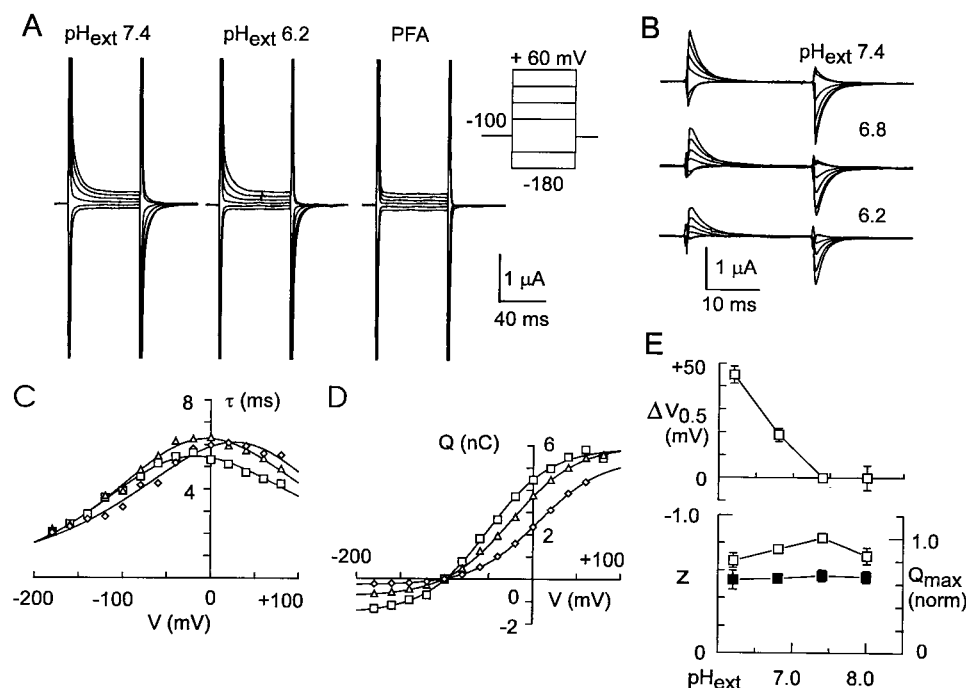 A
pHext 7.4
pHext 6.2
PFA
+ 60 mV
-100
-180
1 µA
40 ms
B
pHext 7.4
6.8
6.2
1 µA
10 ms
C
8
τ (ms)
4
-200
-100
0
+100
V (mV)
D
Q (nC)
6
2
-200
+100
0
V (mV)
-2
E
+50
ΔV0.5
(mV)
0
-1.0
1.0
z
Qmax
(norm)
0
0
pHext
7.0
8.0